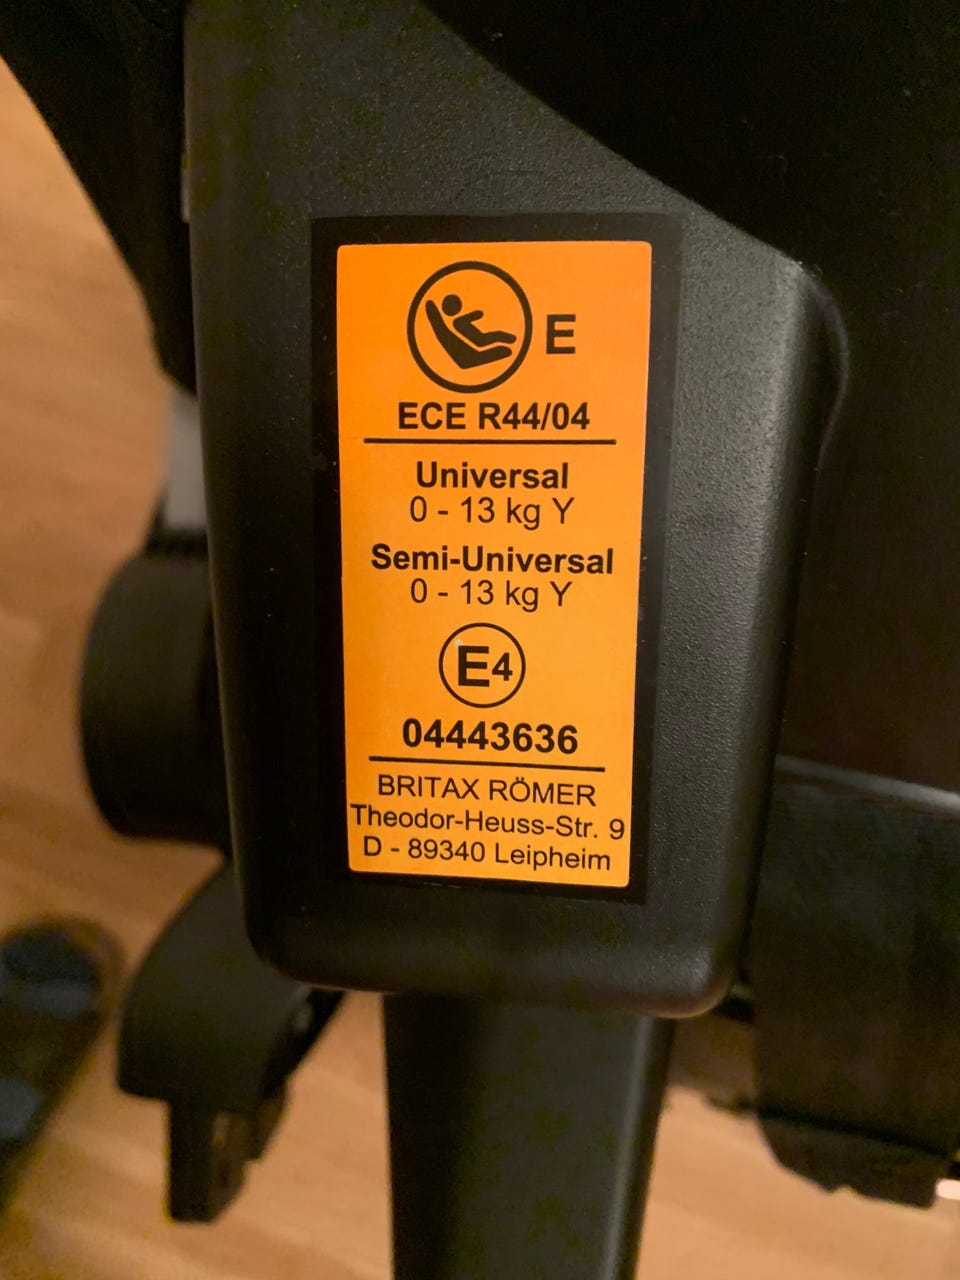 E
ECE R44/04
Universal
0 - 13 kg Y
Semi-Universal
0 - 13 kg Y
E4
04443636
BRITAX RÖMER
Theodor-Heuss-Str. 9
D - 89340 Leipheim